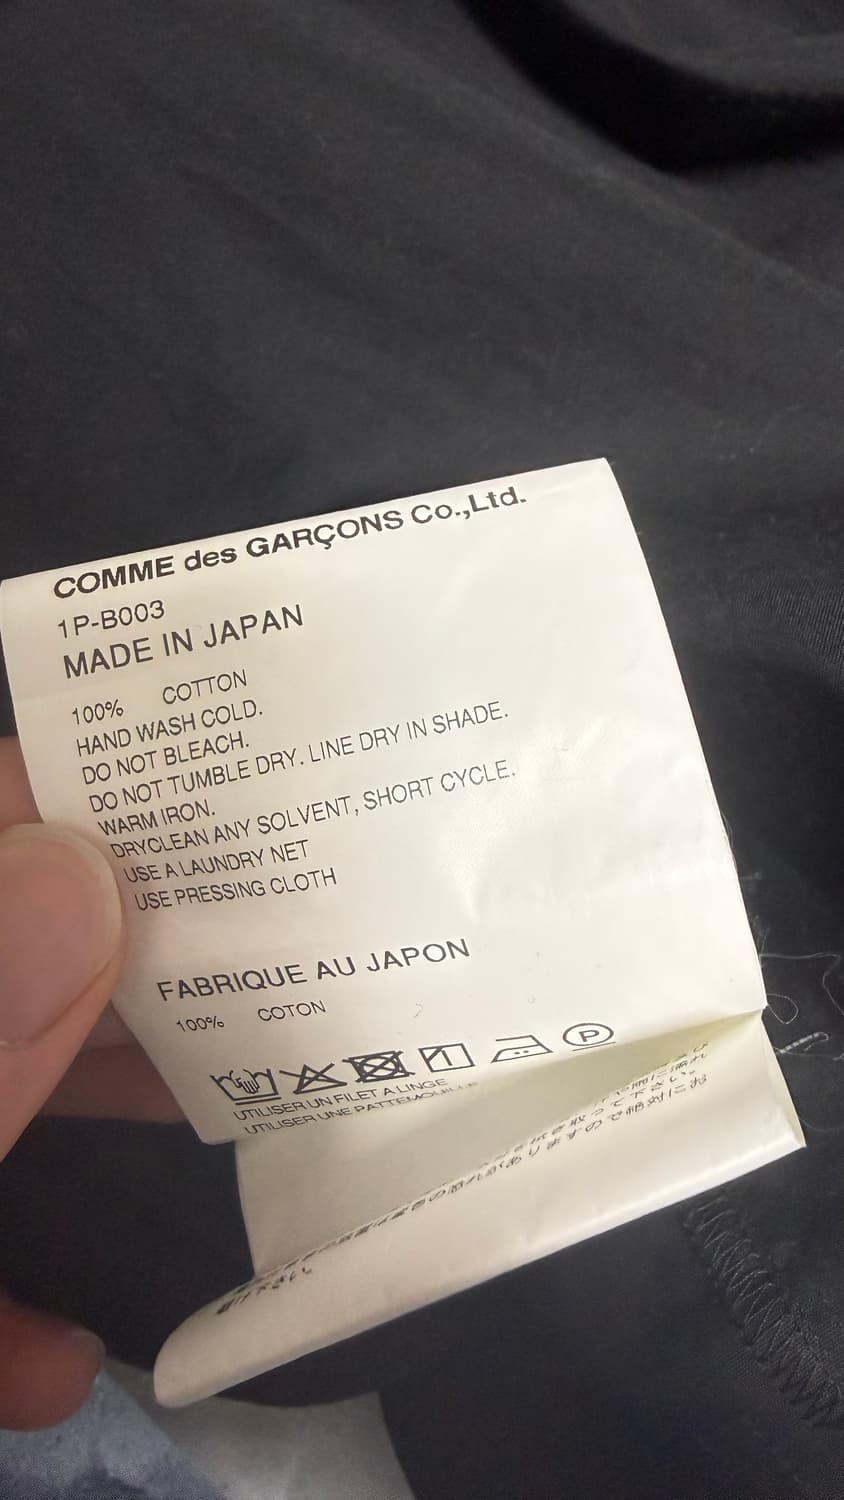 COMME des GARÇONS Co.,Ltd.
1P-B003
MADE IN JAPAN
100% COTTON
HAND WASH COLD.
DO NOT BLEACH.
DO NOT TUMBLE DRY. LINE DRY IN SHADE.
WARM IRON.
DRYCLEAN ANY SOLVENT, SHORT CYCLE.
USE A LAUNDRY NET
USE PRESSING CLOTH
FABRIQUE AU JAPON
100% COTON
P
UTILISER UN FILET A LINGE
UTILISER UNE